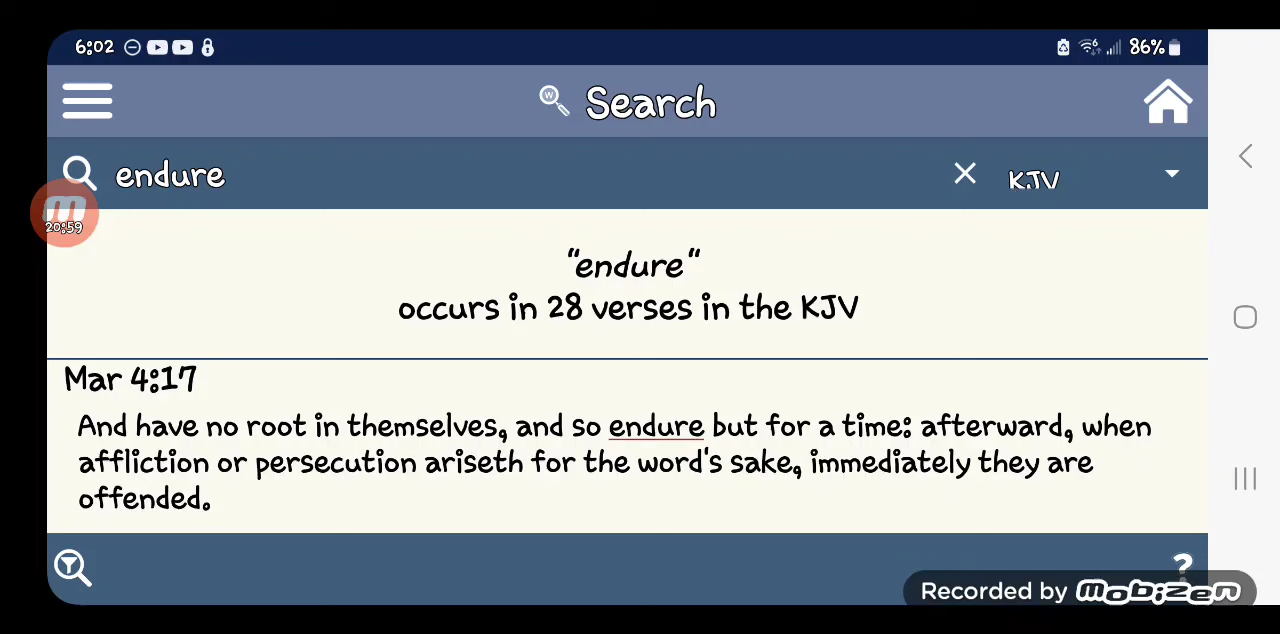 6:02 86%
Search
endure KJV
20:59
"endure"
occurs in 28 verses in the KJV
Mar 4:17
And have no root in themselves, and so endure but for a time: afterward, when
affliction or persecution ariseth for the word's sake, immediately they are
offended.
?
Recorded by mobizen